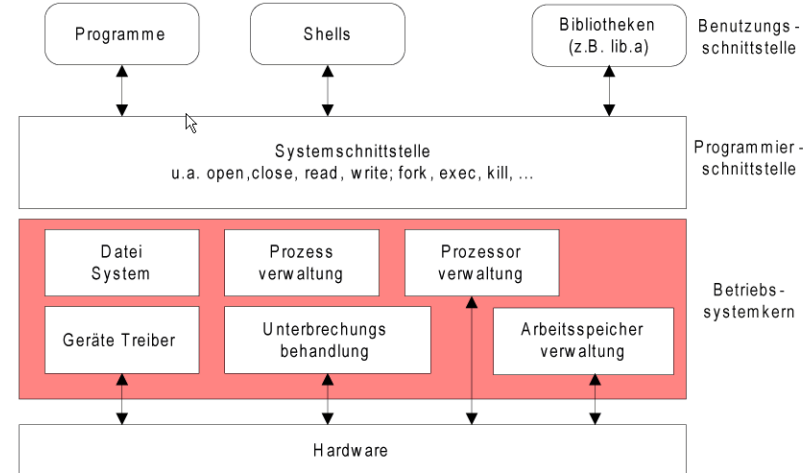 Programme
Shells
Bibliotheken
(z.B. lib.a)
Benutzungs-
schnittstelle
Systemschnittstelle
u.a. open,close, read, write; fork, exec, kill, ...
Programmier-
schnittstelle
Datei
System
Prozess
verwaltung
Prozessor
verwaltung
Betriebs-
systemkern
Geräte Treiber
Unterbrechungs
behandlung
Arbeitsspeicher
verwaltung
Hardware